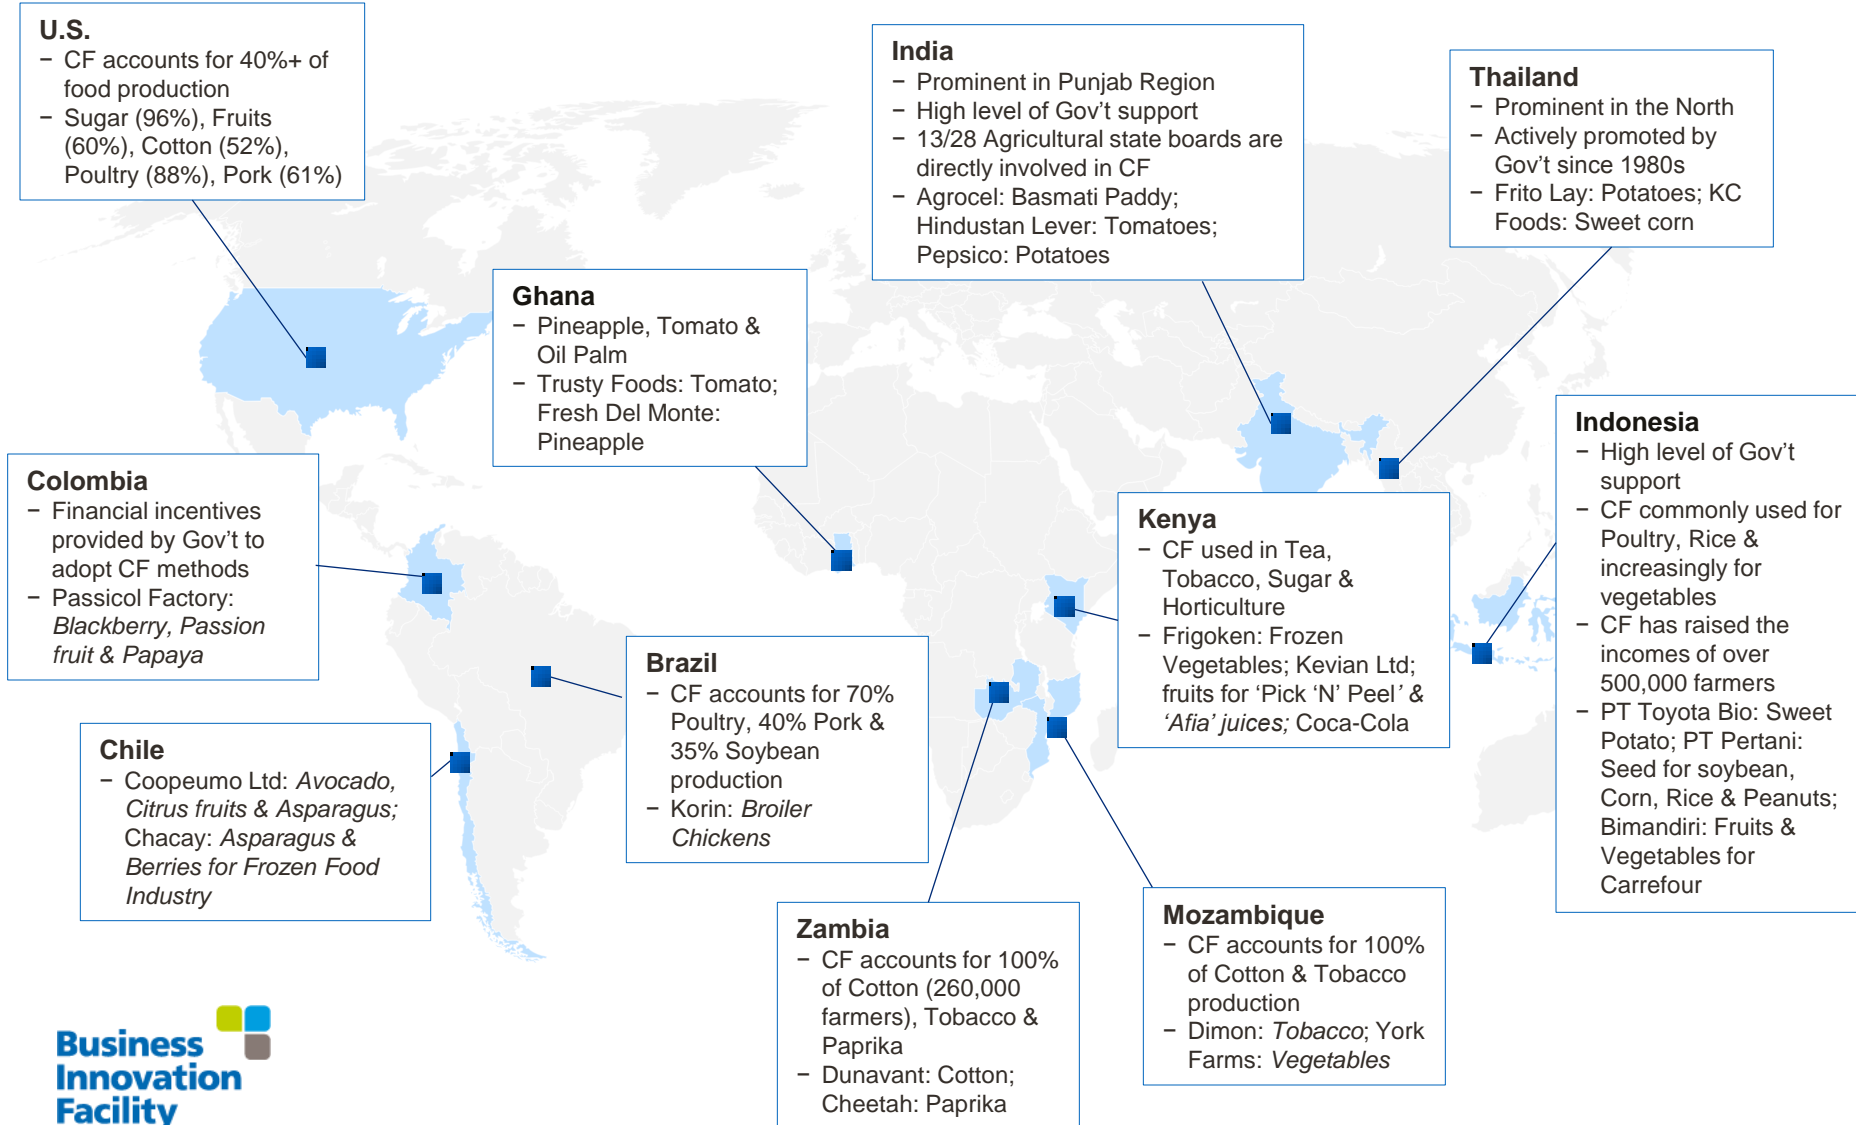 U.S.
− CF accounts for 40%+ of
food production
− Sugar (96%), Fruits
(60%), Cotton (52%),
Poultry (88%), Pork (61%)
India
− Prominent in Punjab Region
− High level of Gov't support
− 13/28 Agricultural state boards are
directly involved in CF
− Agrocel: Basmati Paddy;
Hindustan Lever: Tomatoes;
Pepsico: Potatoes
Thailand
− Prominent in the North
− Actively promoted by
Gov't since 1980s
− Frito Lay: Potatoes; KC
Foods: Sweet corn
Ghana
− Pineapple, Tomato &
Oil Palm
− Trusty Foods: Tomato;
Fresh Del Monte:
Pineapple
Indonesia
− High level of Gov't
support
− CF commonly used for
Poultry, Rice &
increasingly for
vegetables
− CF has raised the
incomes of over
500,000 farmers
− PT Toyota Bio: Sweet
Potato; PT Pertani:
Seed for soybean,
Corn, Rice & Peanuts;
Bimandiri: Fruits &
Vegetables for
Carrefour
Colombia
− Financial incentives
provided by Gov't to
adopt CF methods
− Passicol Factory:
Blackberry, Passion
fruit & Papaya
Kenya
− CF used in Tea,
Tobacco, Sugar &
Horticulture
− Frigoken: Frozen
Vegetables; Kevian Ltd;
fruits for ‘Pick ‘N’ Peel’ &
‘Afia’ juices; Coca-Cola
Brazil
− CF accounts for 70%
Poultry, 40% Pork &
35% Soybean
production
− Korin: Broiler
Chickens
Chile
− Coopeumo Ltd: Avocado,
Citrus fruits & Asparagus;
Chacay: Asparagus &
Berries for Frozen Food
Industry
Zambia
− CF accounts for 100%
of Cotton (260,000
farmers), Tobacco &
Paprika
− Dunavant: Cotton;
Cheetah: Paprika
Mozambique
− CF accounts for 100%
of Cotton & Tobacco
production
− Dimon: Tobacco; York
Farms: Vegetables
Business
Innovation
Facility